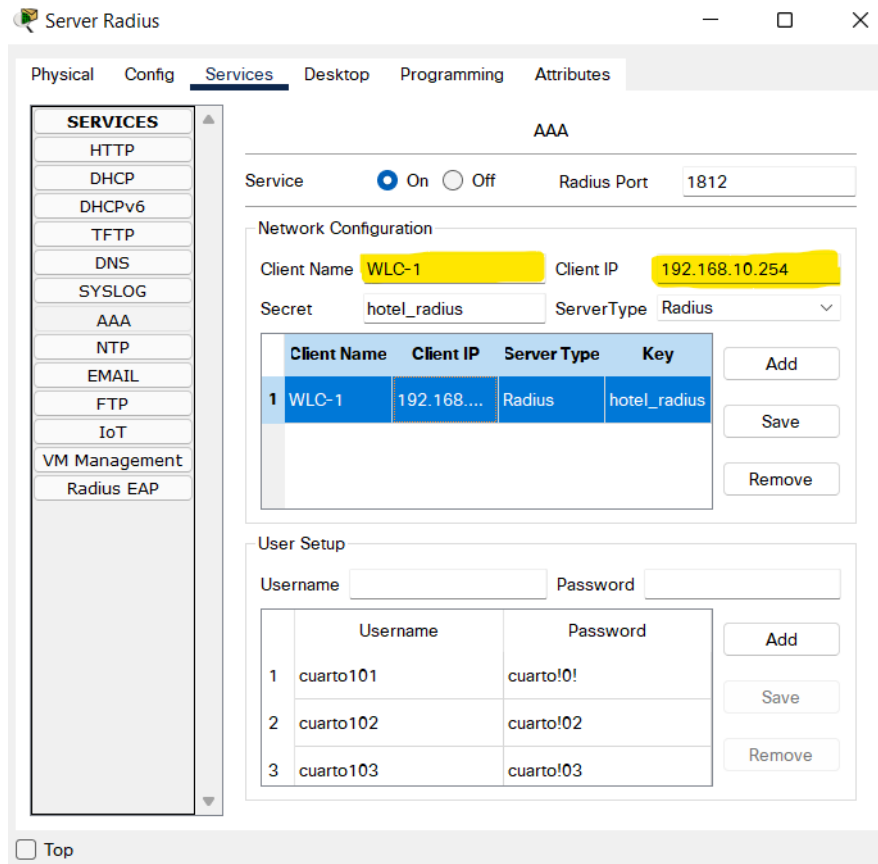 Server Radius
Physical Config Services Desktop Programming Attributes
SERVICES
HTTP
DHCP
DHCPv6
TFTP
DNS
SYSLOG
AAA
NTP
EMAIL
FTP
IoT
VM Management
Radius EAP
AAA
Service On Off Radius Port 1812
Network Configuration
Client Name WLC-1 Client IP 192.168.10.254
Secret hotel_radius ServerType Radius
Client Name Client IP Server Type Key
1 WLC-1 192.168.... Radius hotel_radius
Add
Save
Remove
User Setup
Username Password
Username Password
1 cuarto101 cuarto!0!
2 cuarto102 cuarto!02
3 cuarto103 cuarto!03
Add
Save
Remove
Top